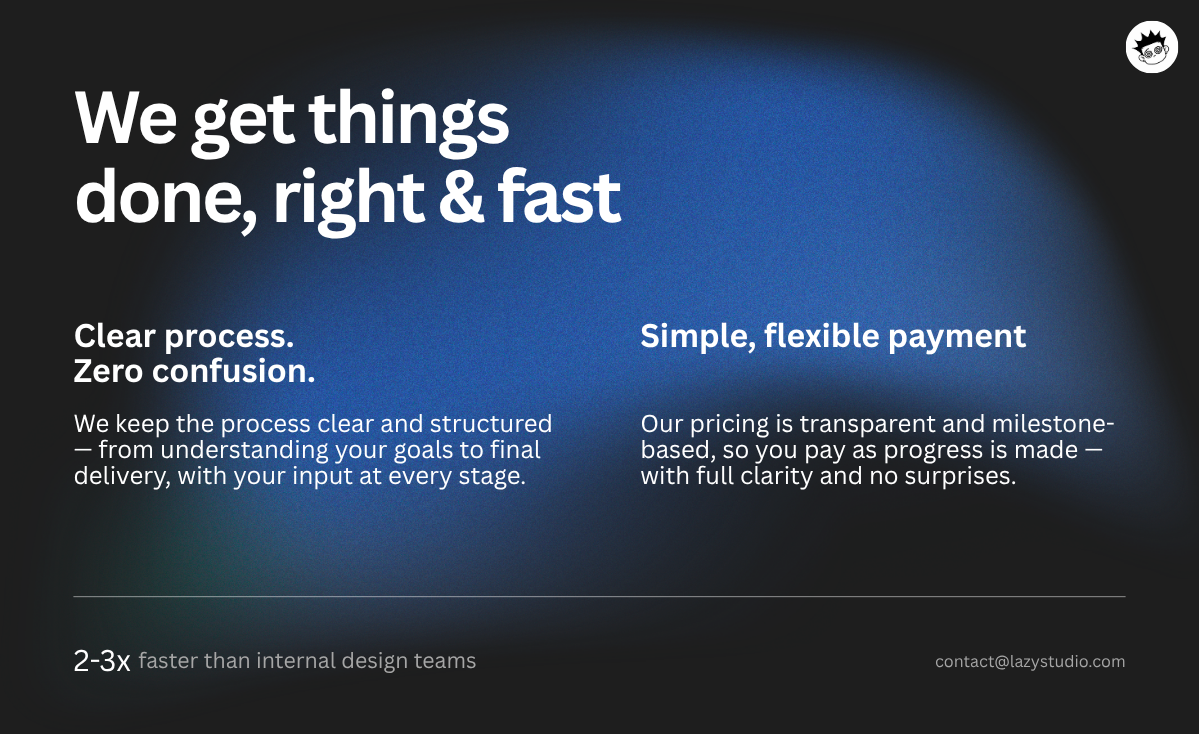 We get things
done, right & fast
Clear process.
Zero confusion.
We keep the process clear and structured
— from understanding your goals to final
delivery, with your input at every stage.
Simple, flexible payment
Our pricing is transparent and milestone-
based, so you pay as progress is made —
with full clarity and no surprises.
2-3x faster than internal design teams
contact@lazystudio.com